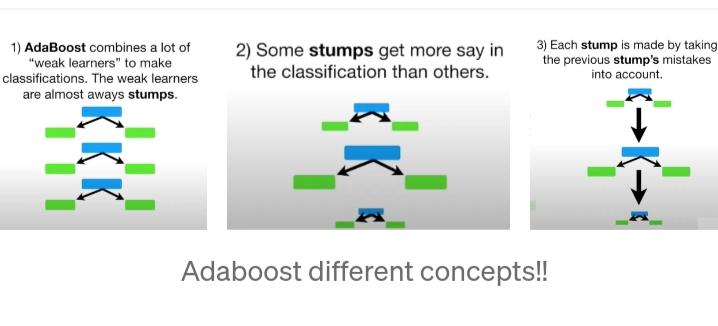 1) AdaBoost combines a lot of
“weak learners” to make
classifications. The weak learners
are almost aways stumps.
2) Some stumps get more say in
the classification than others.
3) Each stump is made by taking
the previous stump’s mistakes
into account.
Adaboost different concepts!!